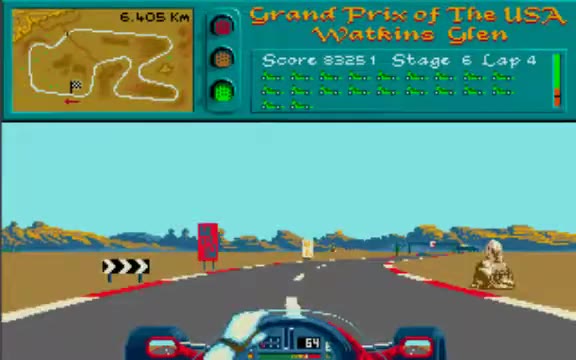 6.405 Km
Grand Prix of The USA
Watkins Glen
Score 83251 Stage 6 Lap 4
64